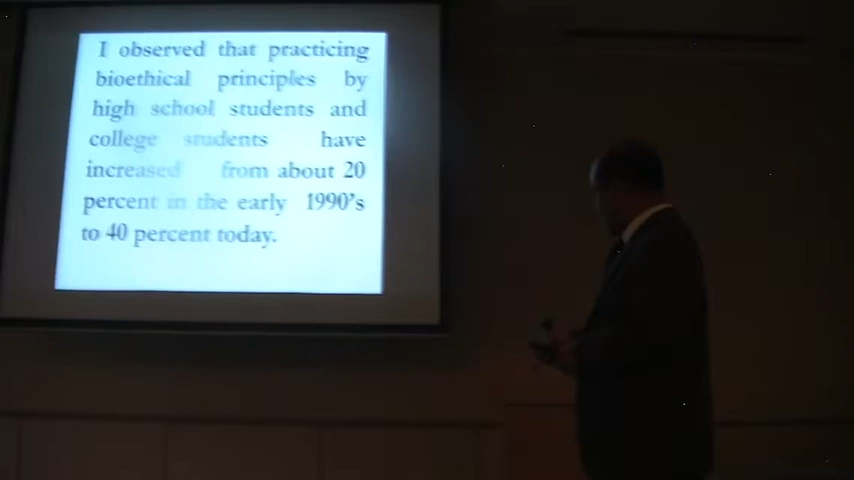 I observed that practicing
bioethical principles by
high school students and
college students have
increased from about 20
percent in the early 1990's
to 40 percent today.